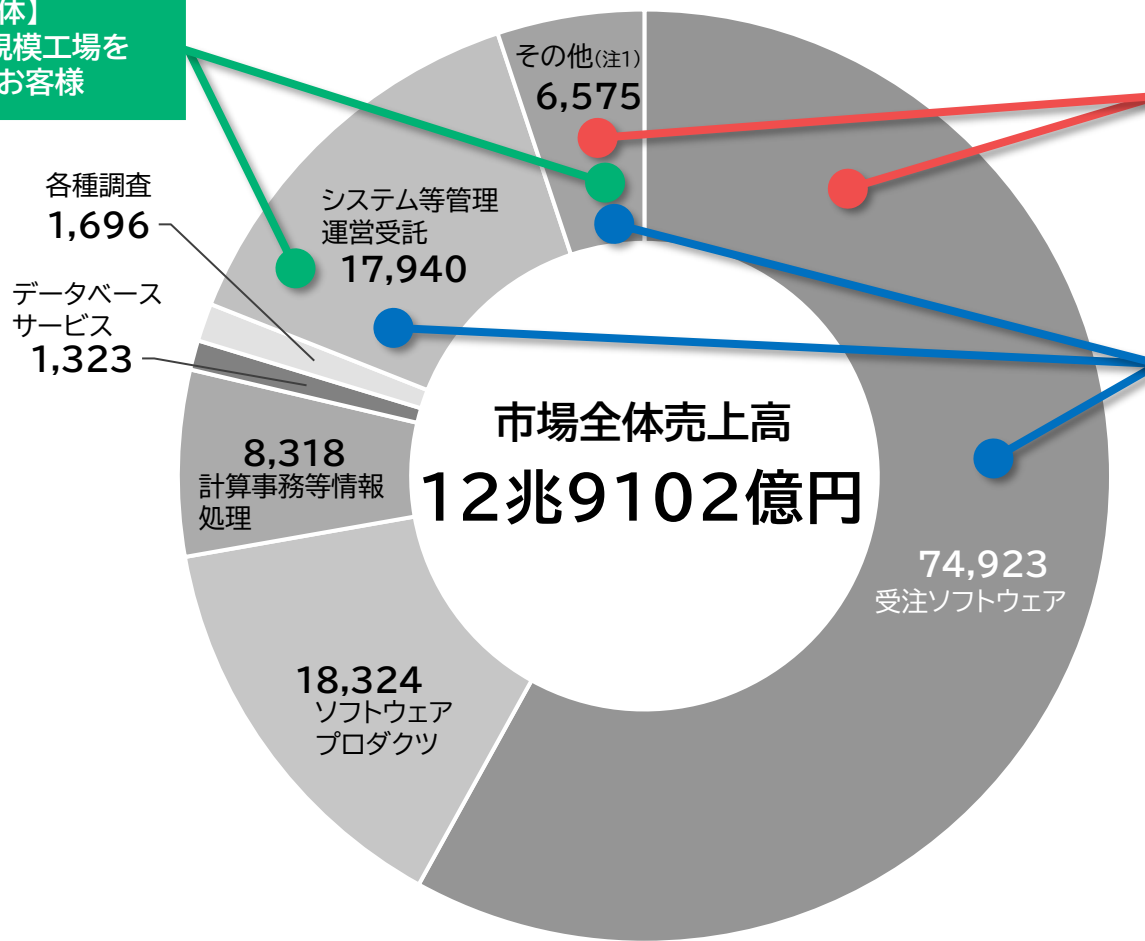 体】
規模工場を
お客様
その他(注1)
6,575
各種調査
1,696
システム等管理
運営受託
17,940
データベース
サービス
1,323
市場全体売上高
12兆9102億円
8,318
計算事務等情報
処理
74,923
受注ソフトウェア
18,324
ソフトウェア
プロダクツ